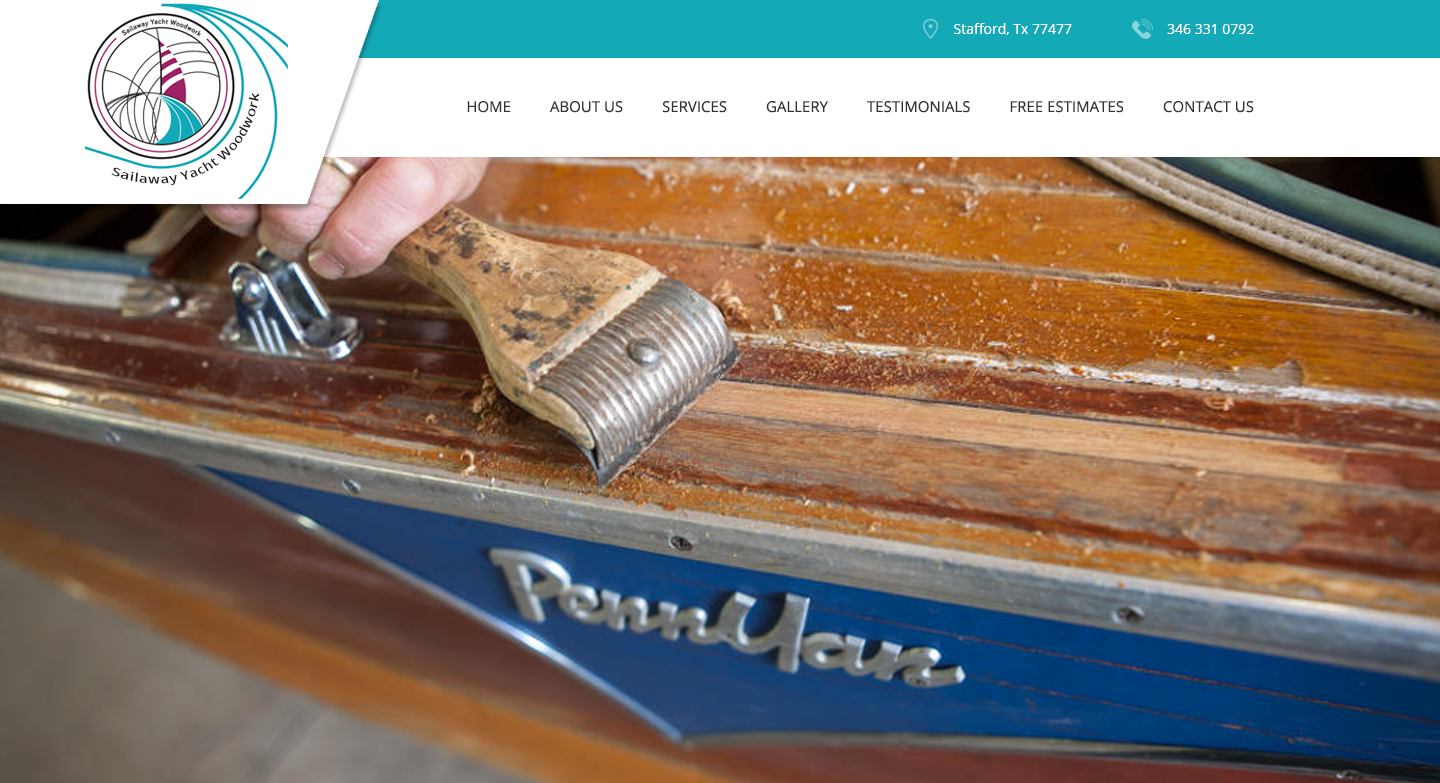 Sailaway Yacht Woodwork
Sailaway Yacht Woodwork
Stafford, Tx 77477
346 331 0792
HOME
ABOUT US
SERVICES
GALLERY
TESTIMONIALS
FREE ESTIMATES
CONTACT US
PennYan